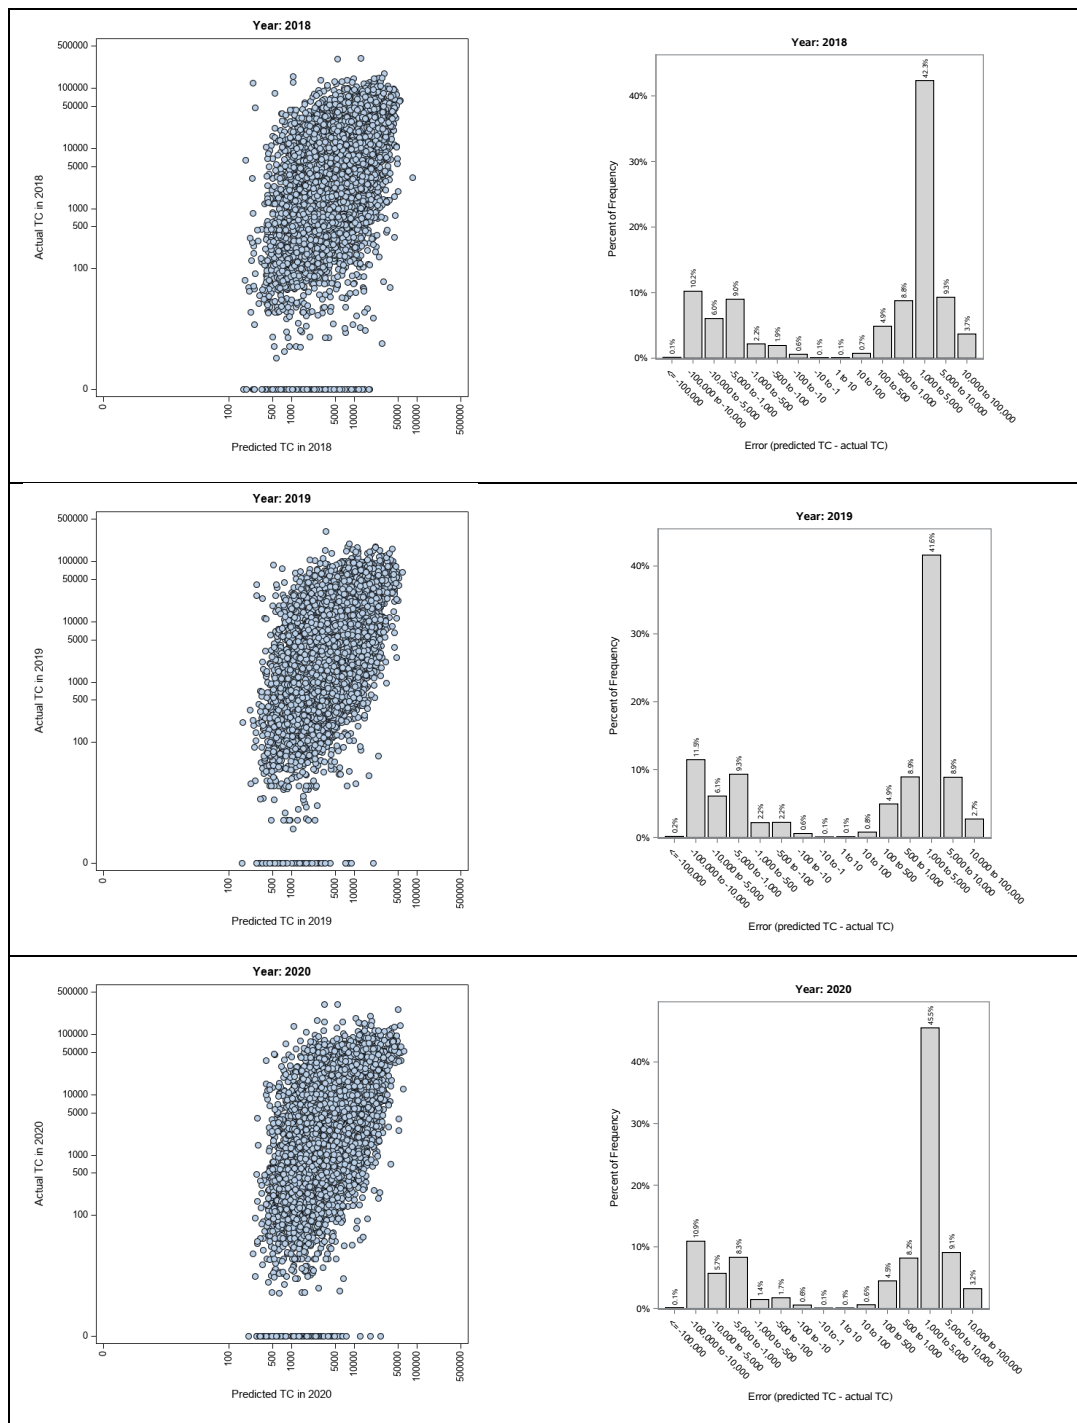 Year: 2018
500000
100000
50000
10000
5000
1000
500
100
0
Actual TC in 2018
0
100
500
1000
5000
10000
50000
100000
500000
Predicted TC in 2018
Year: 2018
40%
30%
20%
10%
0%
Percent of Frequency
0.1%
10.2%
6.0%
9.0%
2.2%
1.9%
0.6%
0.1%
0.1%
0.7%
4.9%
8.8%
42.3%
9.3%
3.7%
<= -100,000
-100,000 to -10,000
-10,000 to -5,000
-5,000 to -1,000
-1,000 to -500
-500 to -100
-100 to -10
-10 to -1
1 to 10
10 to 100
100 to 500
500 to 1,000
1,000 to 5,000
5,000 to 10,000
10,000 to 100,000
Error (predicted TC - actual TC)
Year: 2019
500000
100000
50000
10000
5000
1000
500
100
0
Actual TC in 2019
0
100
500
1000
5000
10000
50000
100000
500000
Predicted TC in 2019
Year: 2019
40%
30%
20%
10%
0%
Percent of Frequency
0.2%
11.5%
6.1%
9.3%
2.2%
2.2%
0.6%
0.1%
0.1%
0.8%
4.9%
8.9%
41.6%
8.9%
2.7%
<= -100,000
-100,000 to -10,000
-10,000 to -5,000
-5,000 to -1,000
-1,000 to -500
-500 to -100
-100 to -10
-10 to -1
1 to 10
10 to 100
100 to 500
500 to 1,000
1,000 to 5,000
5,000 to 10,000
10,000 to 100,000
Error (predicted TC - actual TC)
Year: 2020
500000
100000
50000
10000
5000
1000
500
100
0
Actual TC in 2020
0
100
500
1000
5000
10000
50000
100000
500000
Predicted TC in 2020
Year: 2020
40%
30%
20%
10%
0%
Percent of Frequency
0.1%
10.9%
5.7%
8.3%
1.4%
1.7%
0.6%
0.1%
0.1%
0.6%
4.5%
8.2%
45.5%
9.1%
3.2%
<= -100,000
-100,000 to -10,000
-10,000 to -5,000
-5,000 to -1,000
-1,000 to -500
-500 to -100
-100 to -10
-10 to -1
1 to 10
10 to 100
100 to 500
500 to 1,000
1,000 to 5,000
5,000 to 10,000
10,000 to 100,000
Error (predicted TC - actual TC)